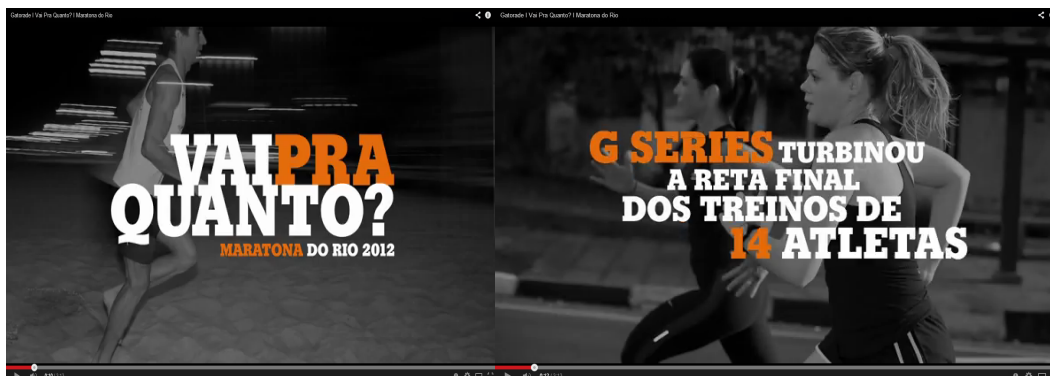 Gatorade I Vai Pra Quanto? I Maratona do Rio
VAI PRA
QUANTO?
MARATONA DO RIO 2012
Gatorade I Vai Pra Quanto? I Maratona do Rio
G SERIES TURBINOU
A RETA FINAL
DOS TREINOS DE
14 ATLETAS